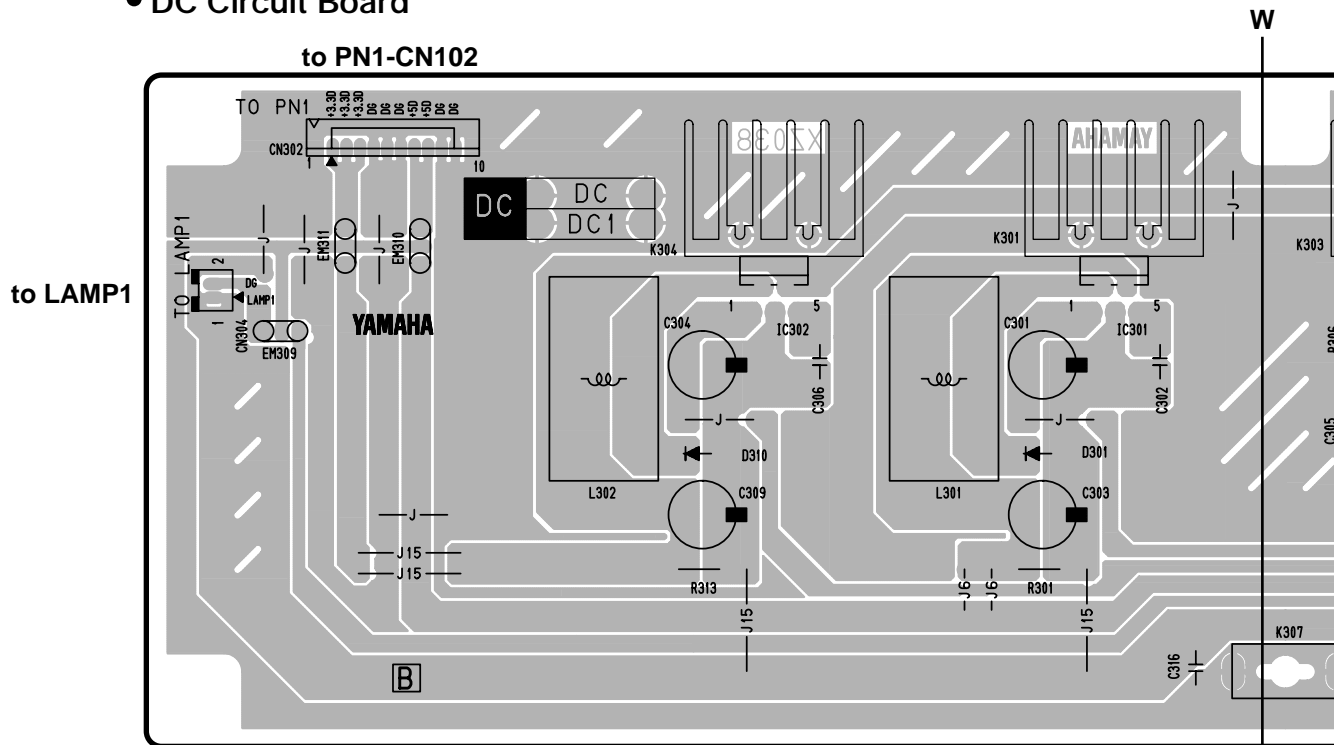 • DC Circuit Board
W
to PN1-CN102
TO PN1
+3.3D
+3.3D
+3.3D
DG
DG
DG
+5D
+5D
DG
DG
CN302
1
10
XZ038
YAMAHA
DC
DC
DC1
J
J
J
J
EM311
EM310
K304
K301
K303
to LAMP1
TO LAMP1
2
DG
LAMP1
1
CN304
EM309
YAMAHA
1
5
1
5
C304
IC302
C301
IC301
C306
C302
R306
J
J
C305
D310
D301
L302
C309
L301
C303
J
J15
J15
R313
J6
J6
R301
J15
J15
K307
C316
B